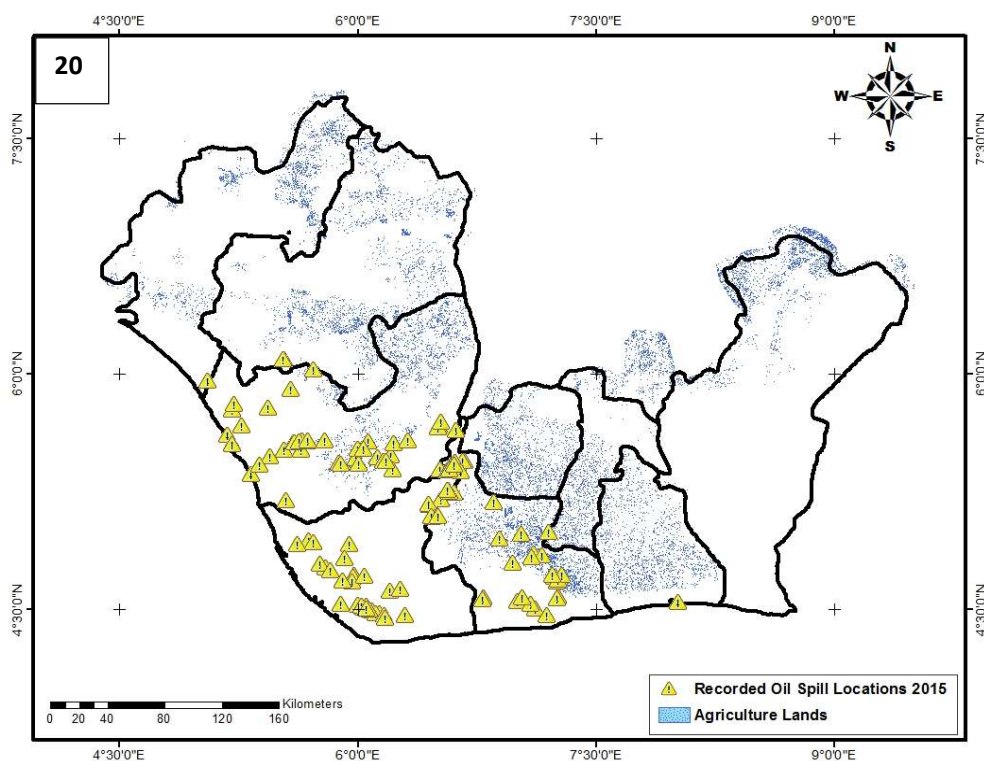 4°30'0"E 6°0'0"E 7°30'0"E 9°0'0"E
20
N
W E
S
7°30'0"N 7°30'0"N
6°0'0"N 6°0'0"N
4°30'0"N 4°30'0"N
Recorded Oil Spill Locations 2015
Agriculture Lands
Kilometers
0 20 40 80 120 160
4°30'0"E 6°0'0"E 7°30'0"E 9°0'0"E